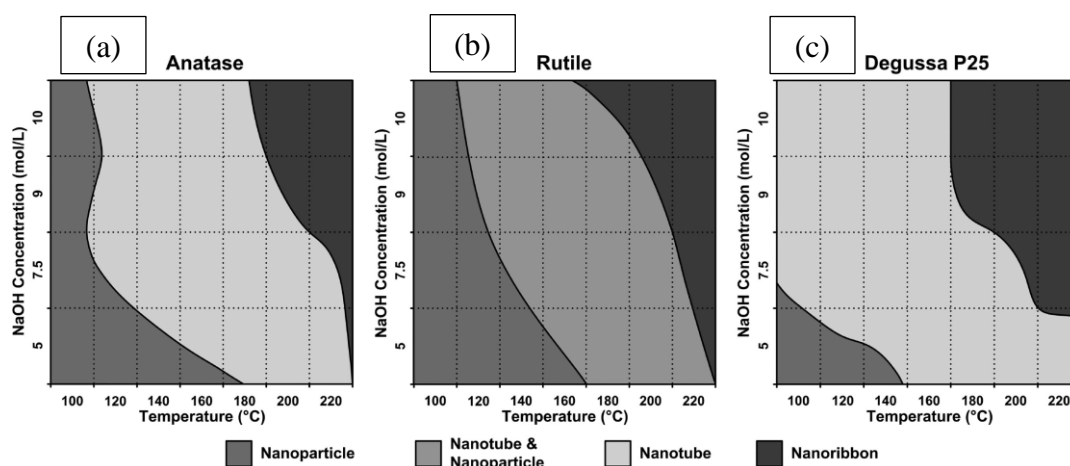 (a)
Anatase
NaOH Concentration (mol/L)
10
9
7.5
5
100 120 140 160 180 200 220
Temperature (°C)
(b)
Rutile
NaOH Concentration (mol/L)
10
9
7.5
5
100 120 140 160 180 200 220
Temperature (°C)
(c)
Degussa P25
NaOH Concentration (mol/L)
10
9
7.5
5
100 120 140 160 180 200 220
Temperature (°C)
Nanoparticle
Nanotube &
Nanoparticle
Nanotube
Nanoribbon